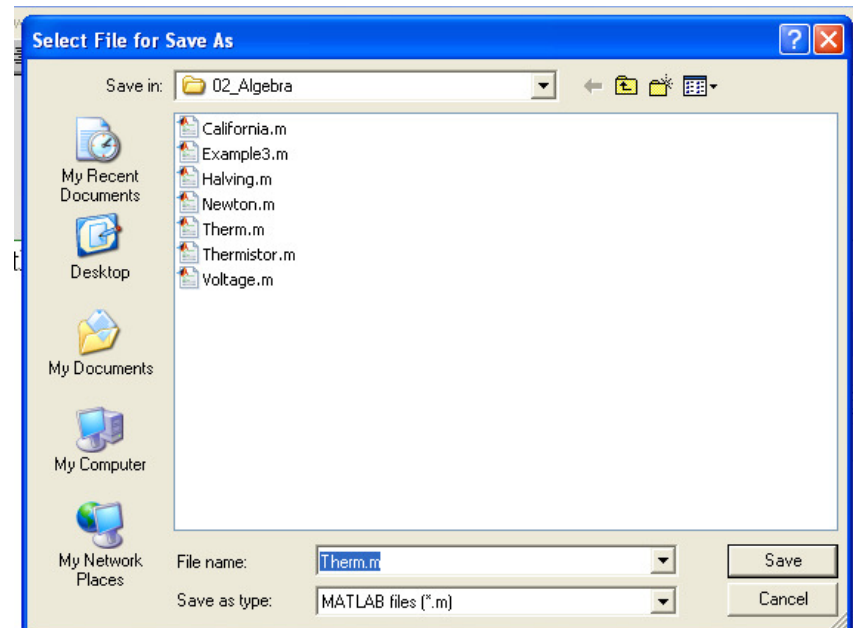 Select File for Save As
Save in: 02_Algebra
California.m
Example3.m
Halving.m
Newton.m
Therm.m
Thermistor.m
Voltage.m
My Recent
Documents
Desktop
My Documents
My Computer
My Network
Places
File name: Therm.m Save
Save as type: MATLAB files (*.m) Cancel